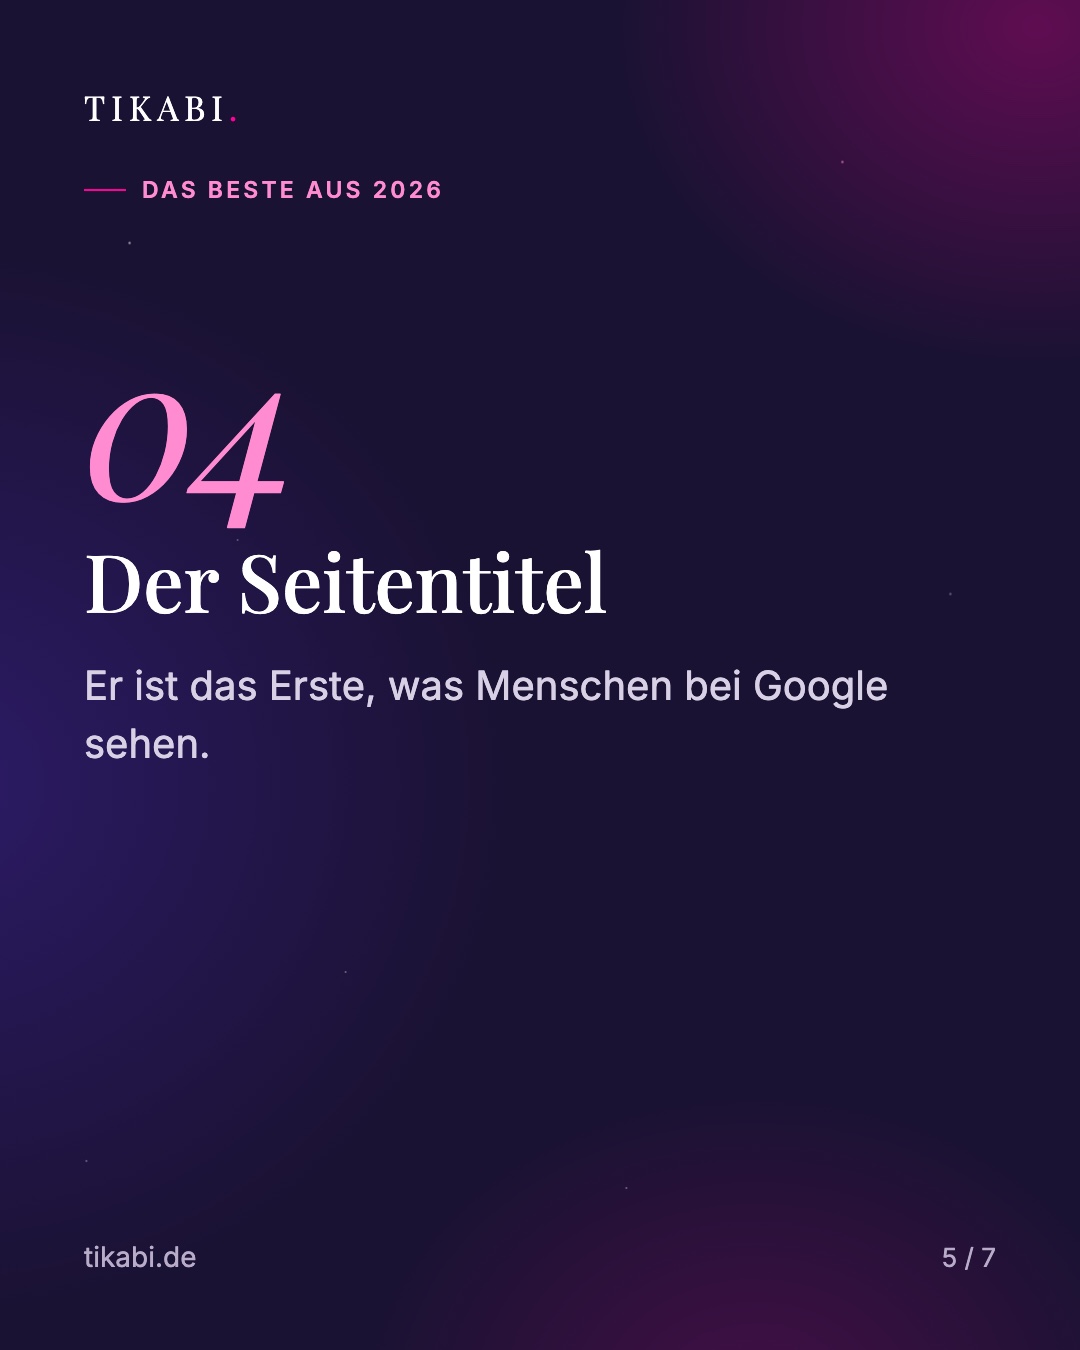 TIKABI.
DAS BESTE AUS 2026
04
Der Seitentitel
Er ist das Erste, was Menschen bei Google
sehen.
tikabi.de
5 / 7